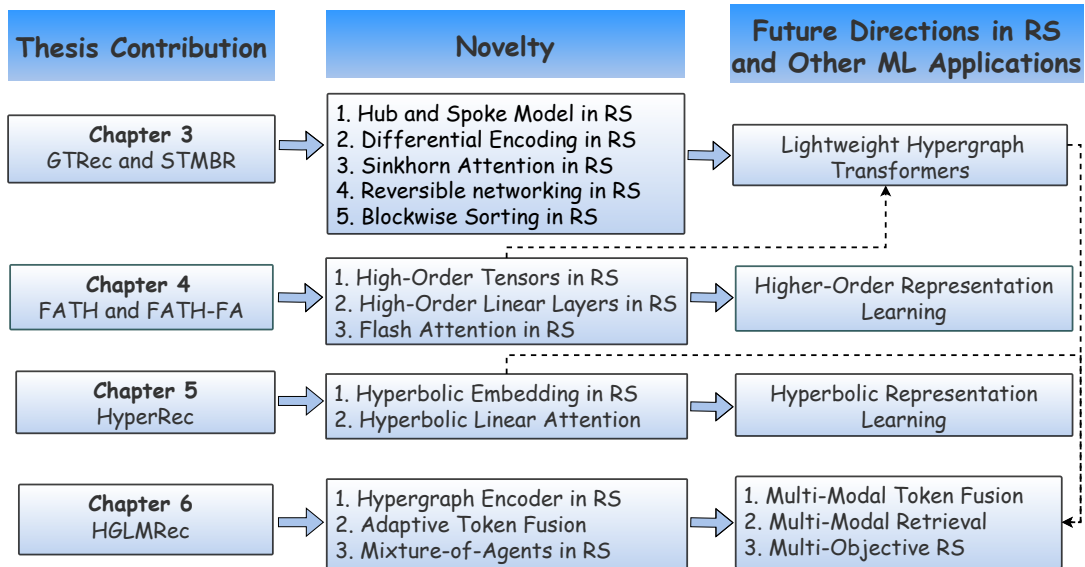 Thesis Contribution
Novelty
Future Directions in RS
and Other ML Applications
Chapter 3
GTRec and STMBR
1. Hub and Spoke Model in RS
2. Differential Encoding in RS
3. Sinkhorn Attention in RS
4. Reversible networking in RS
5. Blockwise Sorting in RS
Lightweight Hypergraph
Transformers
Chapter 4
FATH and FATH-FA
1. High-Order Tensors in RS
2. High-Order Linear Layers in RS
3. Flash Attention in RS
Higher-Order Representation
Learning
Chapter 5
HyperRec
1. Hyperbolic Embedding in RS
2. Hyperbolic Linear Attention
Hyperbolic Representation
Learning
Chapter 6
HGLMRec
1. Hypergraph Encoder in RS
2. Adaptive Token Fusion
3. Mixture-of-Agents in RS
1. Multi-Modal Token Fusion
2. Multi-Modal Retrieval
3. Multi-Objective RS